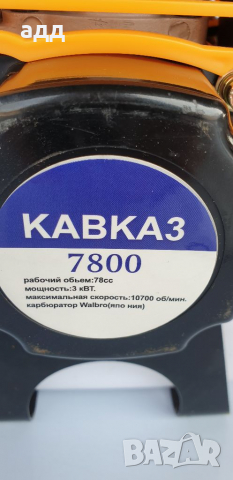 адд
КАВКАЗ
7800
рабочий обьем:78сс
мощность:3 кВТ.
максимальная скорость:10700 об/мин.
карбюратор Walbro(япо ния)
BAZAR